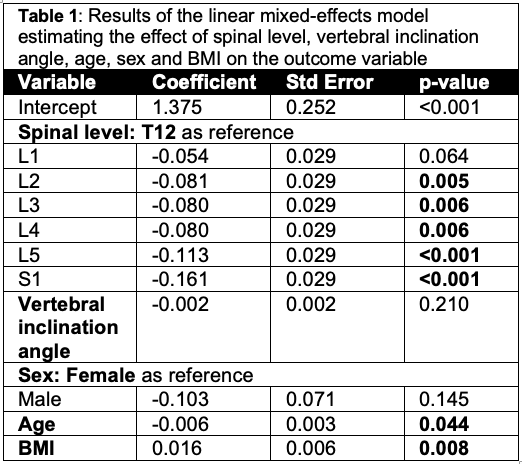 Table 1: Results of the linear mixed-effects model
estimating the effect of spinal level, vertebral inclination
angle, age, sex and BMI on the outcome variable
Variable Coefficient Std Error p-value
Intercept 1.375 0.252 <0.001
Spinal level: T12 as reference
L1 -0.054 0.029 0.064
L2 -0.081 0.029 0.005
L3 -0.080 0.029 0.006
L4 -0.080 0.029 0.006
L5 -0.113 0.029 <0.001
S1 -0.161 0.029 <0.001
Vertebral -0.002 0.002 0.210
inclination
angle
Sex: Female as reference
Male -0.103 0.071 0.145
Age -0.006 0.003 0.044
BMI 0.016 0.006 0.008